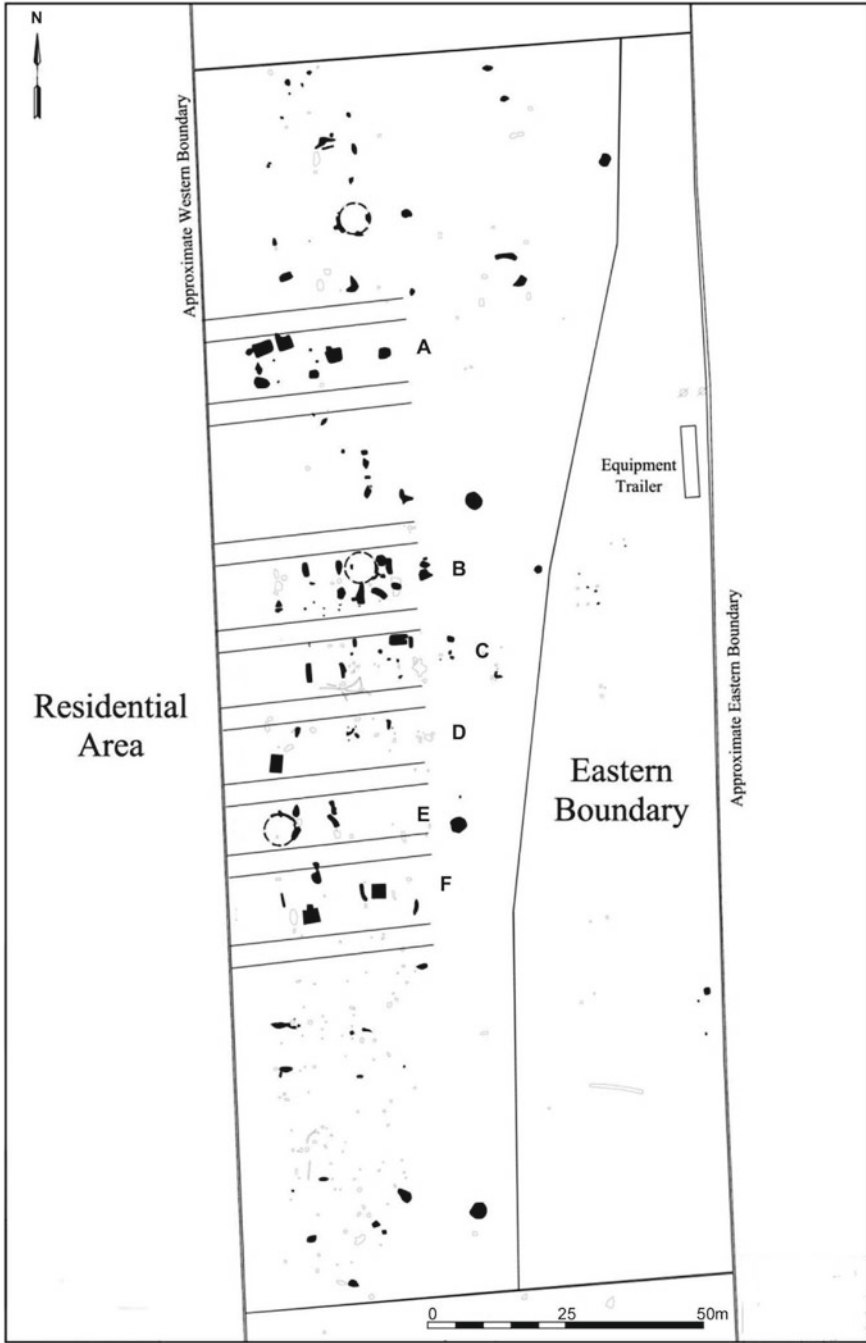 N
Approximate Western Boundary
A
Equipment
Trailer
B
C
Residential
Area
D
Eastern
Boundary
Approximate Eastern Boundary
E
F
0 25 50m